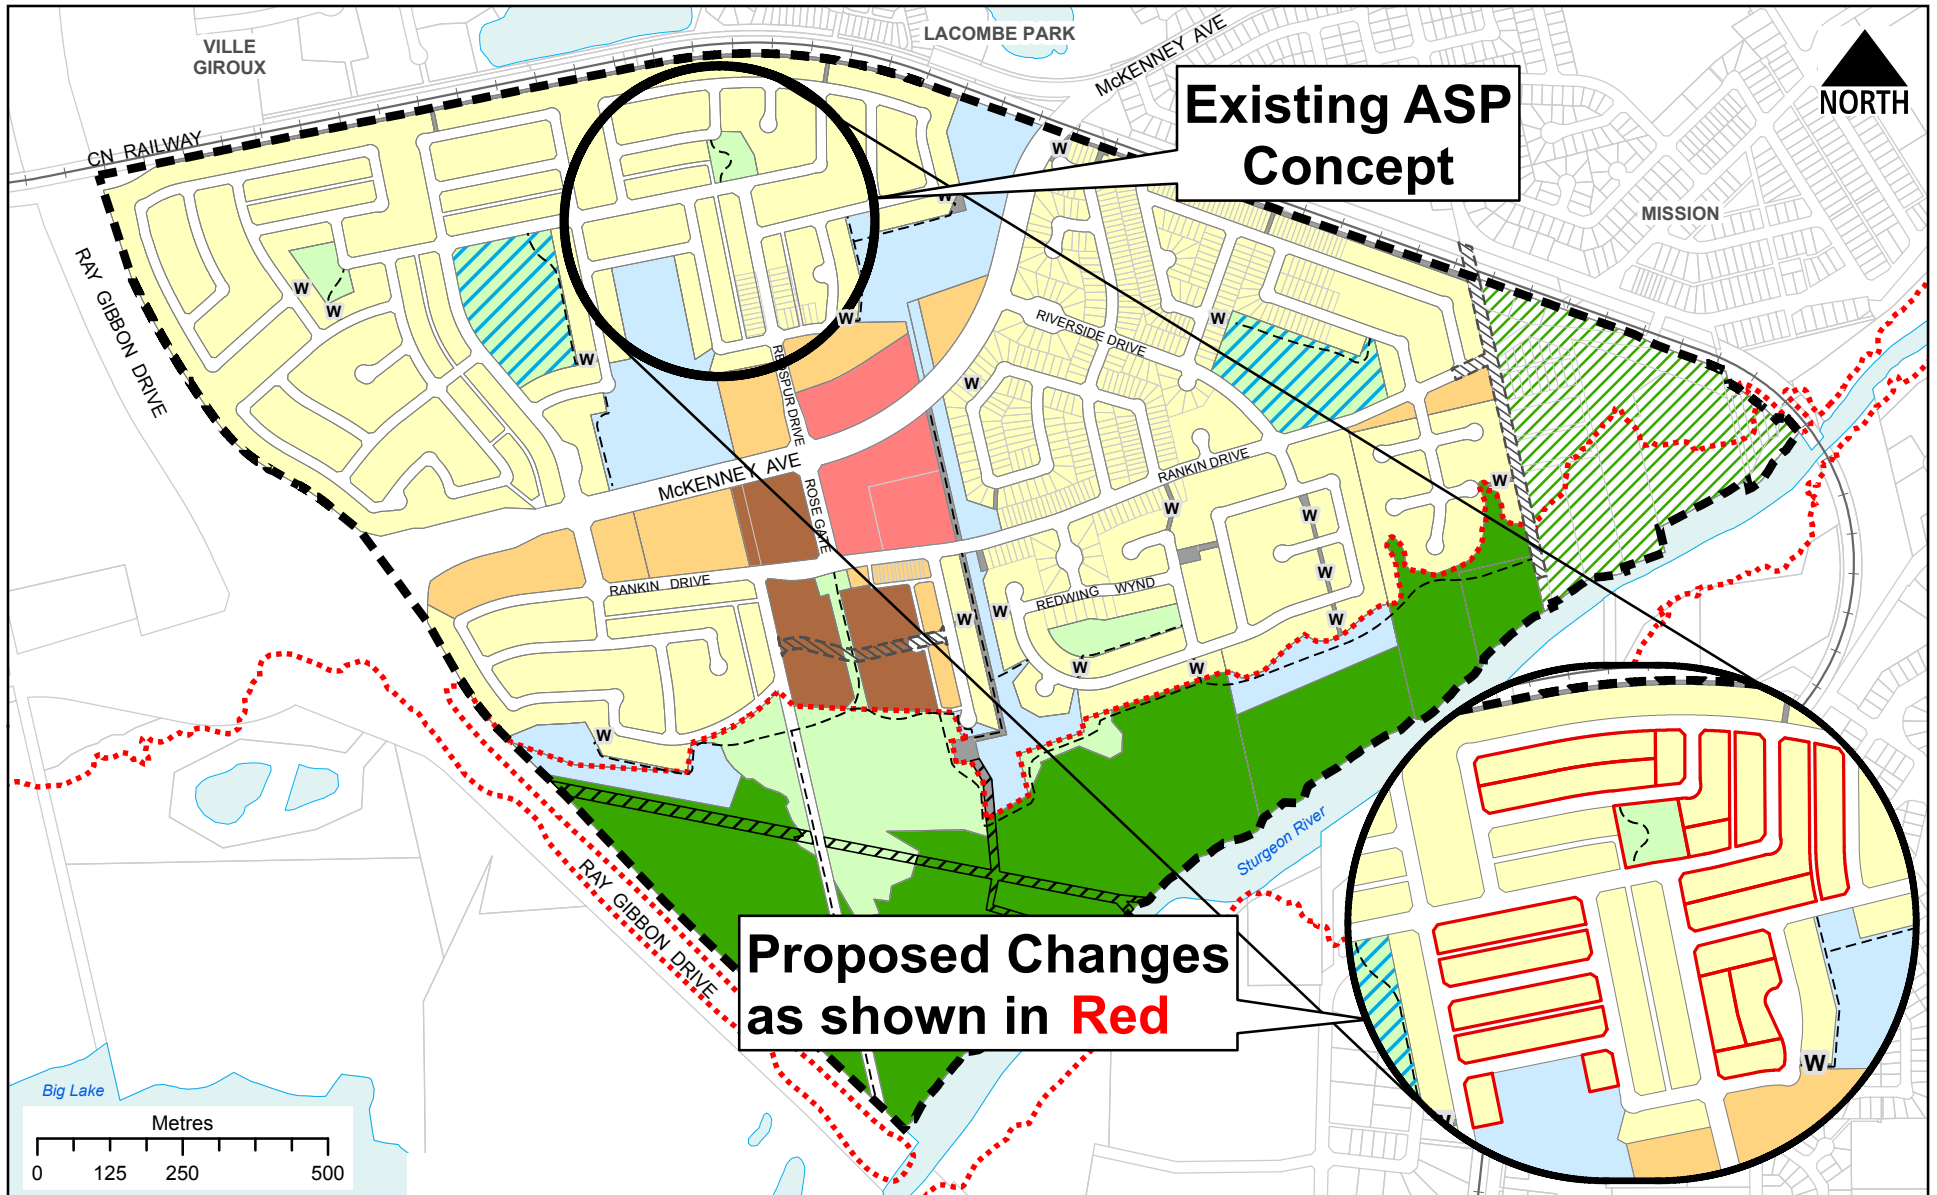 VILLE
GIROUX
LACOMBE PARK
McKENNEY AVE
NORTH
Existing ASP
Concept
CN RAILWAY
W
W
MISSION
RAY GIBBON DRIVE
W
W
W
W
W
RIVERSIDE DRIVE
REDSPUR DRIVE
W
McKENNEY AVE
ROSE GATE
RANKIN DRIVE
W
W
W
W
RANKIN DRIVE
REDWING WYND
W
W
W
W
W
W
Sturgeon River
RAY GIBBON DRIVE
Proposed Changes
as shown in Red
W
W
Big Lake
Metres
0 125 250 500